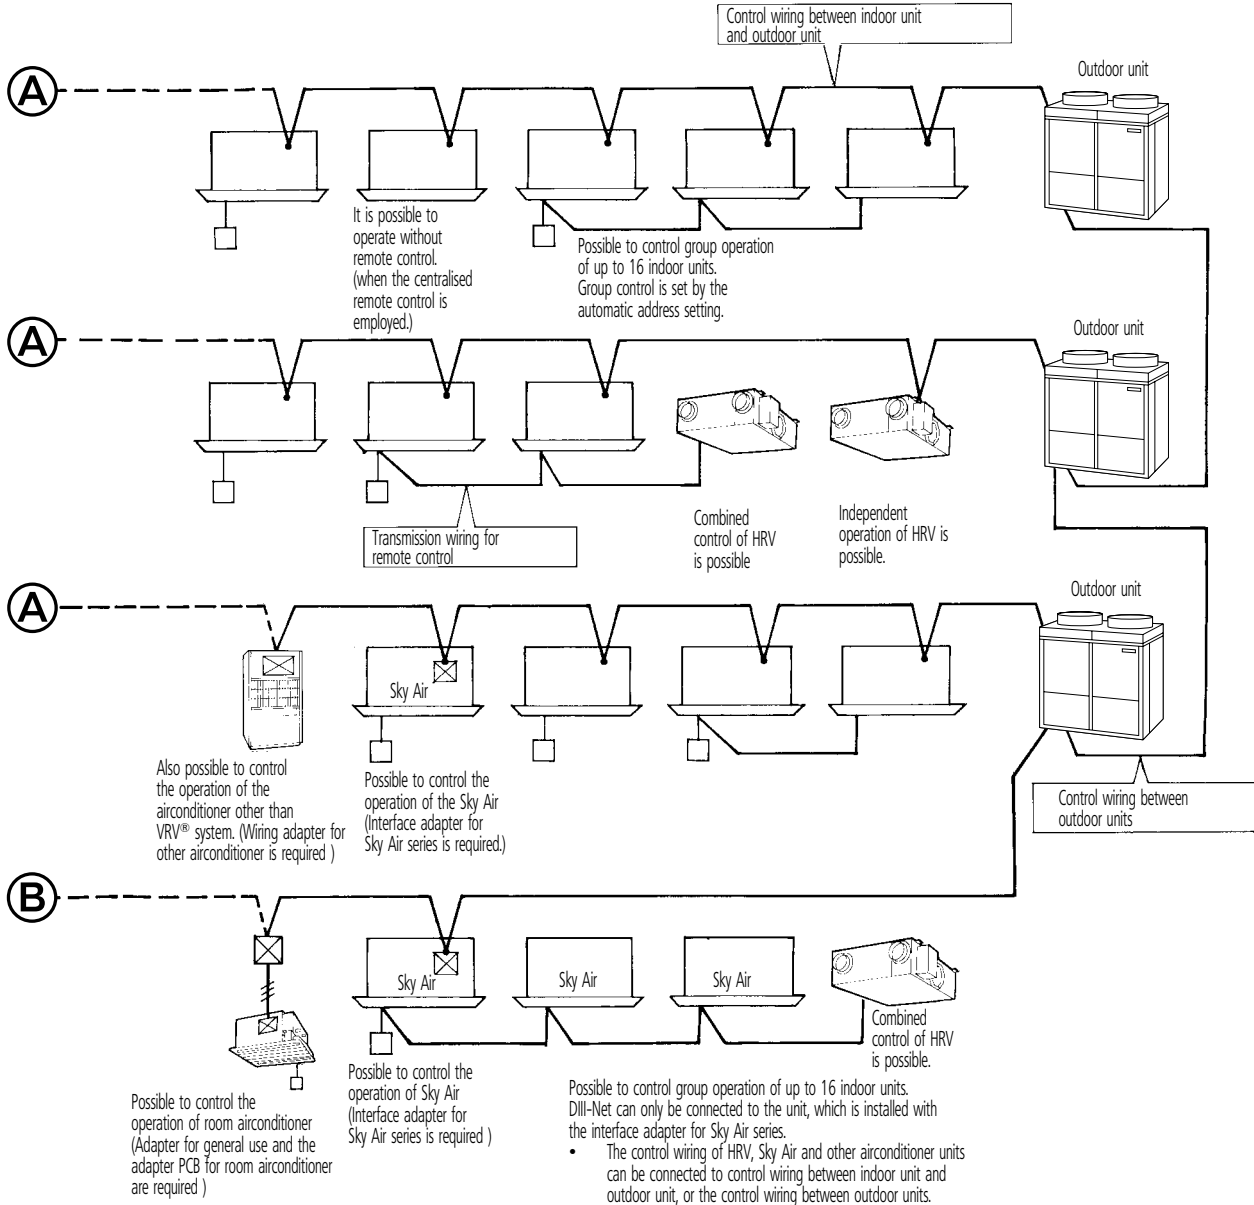 Control wiring between indoor unit
and outdoor unit
Outdoor unit
A
It is possible to
operate without
remote control.
(when the centralised
remote control is
employed.)
Possible to control group operation
of up to 16 indoor units.
Group control is set by the
automatic address setting.
A
Outdoor unit
Transmission wiring for
remote control
Combined
control of HRV
is possible
Independent
operation of HRV is
possible.
A
Outdoor unit
Sky Air
Also possible to control
the operation of the
airconditioner other than
VRV® system. (Wiring adapter for
other airconditioner is required )
Possible to control the
operation of the Sky Air
(Interface adapter for
Sky Air series is required.)
Control wiring between
outdoor units
B
Sky Air
Sky Air
Sky Air
Combined
control of HRV
is possible.
Possible to control the
operation of room airconditioner
(Adapter for general use and the
adapter PCB for room airconditioner
are required )
Possible to control the
operation of Sky Air
(Interface adapter for
Sky Air series is required )
Possible to control group operation of up to 16 indoor units.
DIII-Net can only be connected to the unit, which is installed with
the interface adapter for Sky Air series.
• The control wiring of HRV, Sky Air and other airconditioner units
can be connected to control wiring between indoor unit and
outdoor unit, or the control wiring between outdoor units.